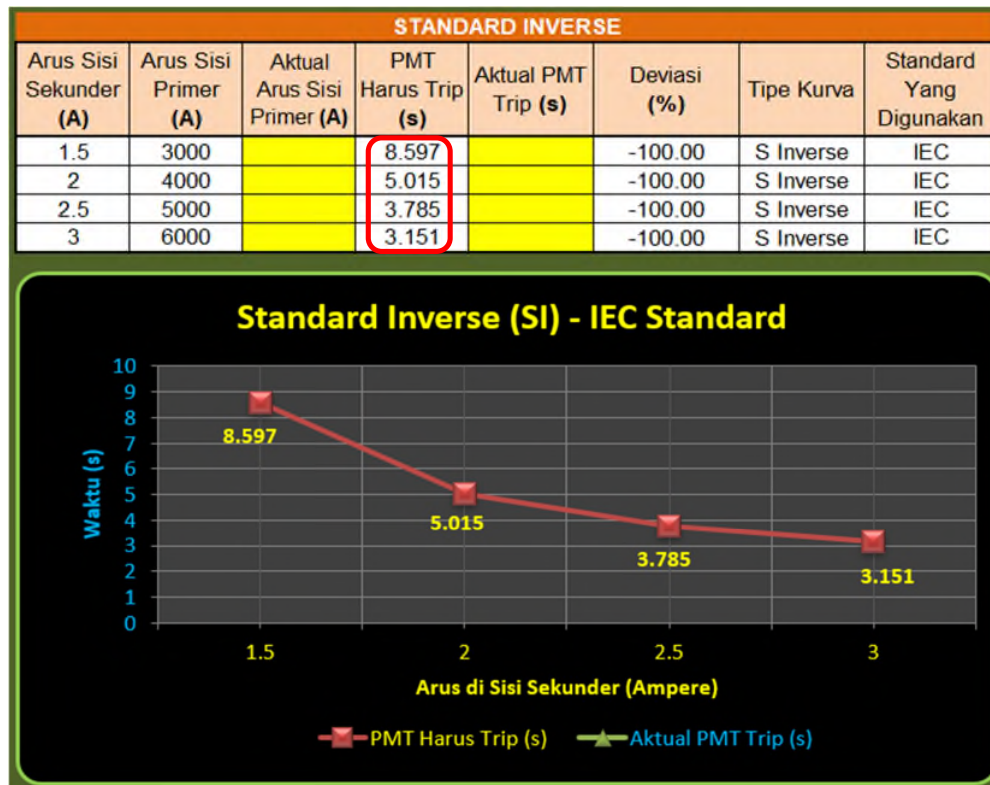 STANDARD INVERSE
Arus Sisi Sekunder (A) Arus Sisi Primer (A) Aktual Arus Sisi Primer (A) PMT Harus Trip (s) Aktual PMT Trip (s) Deviasi (%) Tipe Kurva Standard Yang Digunakan
1.5 3000 8.597 -100.00 S Inverse IEC
2 4000 5.015 -100.00 S Inverse IEC
2.5 5000 3.785 -100.00 S Inverse IEC
3 6000 3.151 -100.00 S Inverse IEC
Standard Inverse (SI) - IEC Standard
10
9
8
7
6
5
4
3
2
1
0
Waktu (s)
8.597
5.015
3.785
3.151
1.5 2 2.5 3
Arus di Sisi Sekunder (Ampere)
PMT Harus Trip (s) Aktual PMT Trip (s)